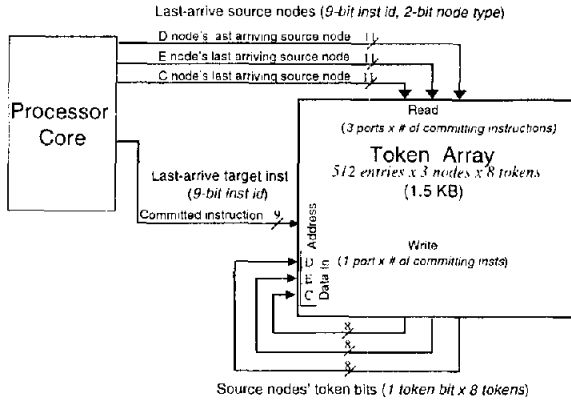 Last-arrive source nodes (9-bit inst id, 2-bit node type)
D node's last arriving source node 11
E node's last arriving source node 11
C node's last arriving source node 11
Processor
Core
Read
(3 ports x # of committing instructions)
Token Array
512 entries x 3 nodes x 8 tokens
(1.5 KB)
Last-arrive target inst
(9-bit inst id)
Committed instruction 9
Address
Write
(1 port x # of committing insts)
D
E
C
Data In
8
8
8
Source nodes' token bits (1 token bit x 8 tokens)